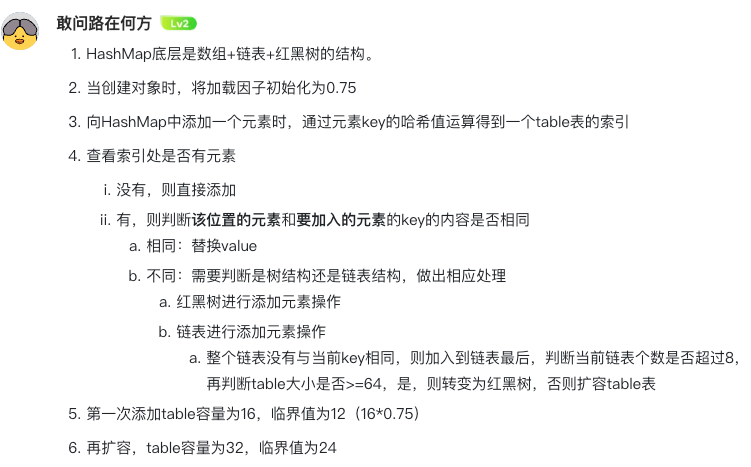 敢问路在何方 Lv2
1. HashMap底层是数组+链表+红黑树的结构。
2. 当创建对象时，将加载因子初始化为0.75
3. 向HashMap中添加一个元素时，通过元素key的哈希值运算得到一个table表的索引
4. 查看索引处是否有元素
i. 没有，则直接添加
ii. 有，则判断该位置的元素和要加入的元素的key的内容是否相同
a. 相同：替换value
b. 不同：需要判断是树结构还是链表结构，做出相应处理
a. 红黑树进行添加元素操作
b. 链表进行添加元素操作
a. 整个链表没有与当前key相同，则加入到链表最后，判断当前链表个数是否超过8，
再判断table大小是否>=64，是，则转变为红黑树，否则扩容table表
5. 第一次添加table容量为16，临界值为12（16*0.75）
6. 再扩容，table容量为32，临界值为24